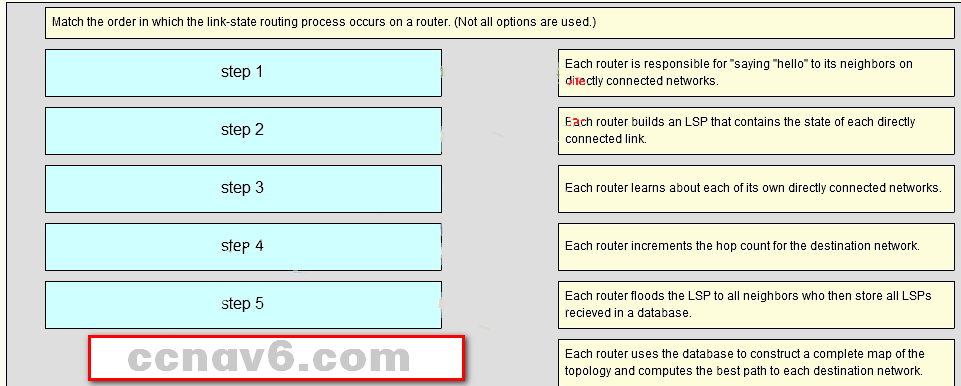 Match the order in which the link-state routing process occurs on a router. (Not all options are used.)
step 1
Each router is responsible for "saying "hello" to its neighbors on
directly connected networks.
step 2
Each router builds an LSP that contains the state of each directly
connected link.
step 3
Each router learns about each of its own directly connected networks.
step 4
Each router increments the hop count for the destination network.
step 5
Each router floods the LSP to all neighbors who then store all LSPs
recieved in a database.
ccnav6.com
Each router uses the database to construct a complete map of the
topology and computes the best path to each destination network.